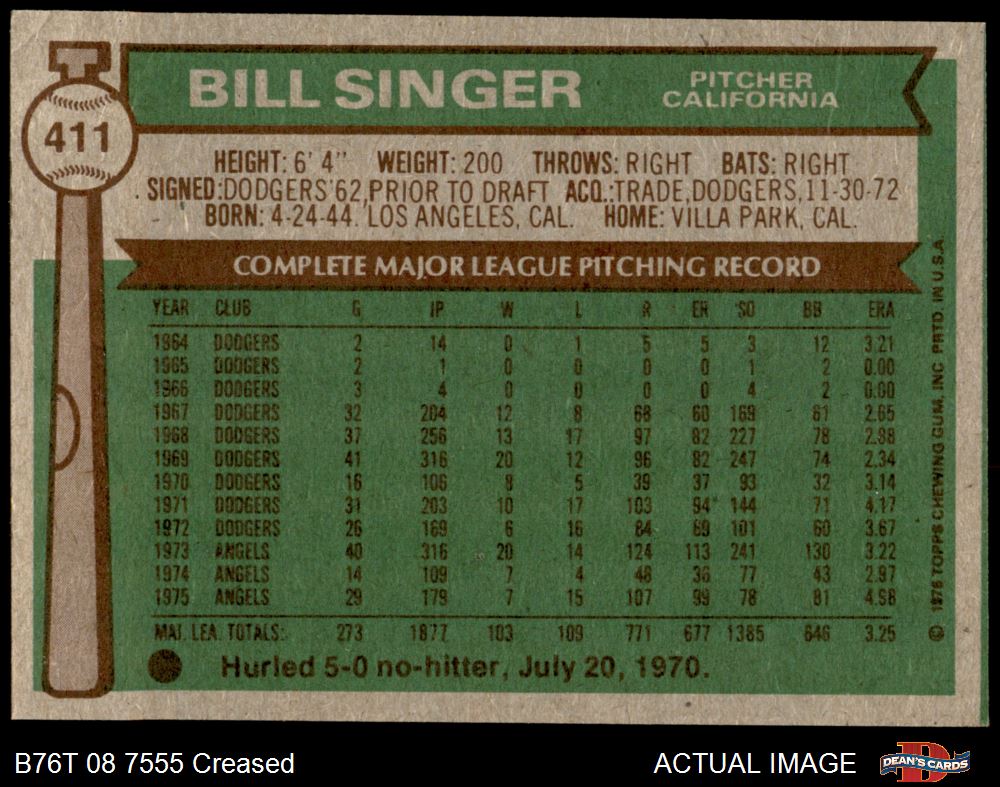 BILL SINGER PITCHER
CALIFORNIA
411
HEIGHT: 6' 4" WEIGHT: 200 THROWS: RIGHT BATS: RIGHT
SIGNED: DODGERS '62, PRIOR TO DRAFT ACQ.: TRADE, DODGERS, 11-30-72
BORN: 4-24-44. LOS ANGELES, CAL. HOME: VILLA PARK, CAL.
COMPLETE MAJOR LEAGUE PITCHING RECORD
YEAR CLUB G IP W L R ER SO BB ERA
1964 DODGERS 2 14 0 1 5 5 3 12 3.21
1965 DODGERS 2 1 0 0 0 0 1 2 0.00
1966 DODGERS 3 4 0 0 0 0 4 2 0.00
1967 DODGERS 32 204 12 8 68 60 169 61 2.65
1968 DODGERS 37 256 13 17 97 82 227 78 2.88
1969 DODGERS 41 316 20 12 96 82 247 74 2.34
1970 DODGERS 16 106 8 5 39 37 93 32 3.14
1971 DODGERS 31 203 10 17 103 94 144 71 4.17
1972 DODGERS 26 169 6 16 84 69 101 60 3.67
1973 ANGELS 40 316 20 14 124 113 241 130 3.22
1974 ANGELS 14 109 7 4 48 36 77 43 2.97
1975 ANGELS 29 179 7 15 107 99 78 81 4.98
MAJ. LEA. TOTALS: 273 1877 103 109 771 677 1385 646 3.25
Hurled 5-0 no-hitter, July 20, 1970.
© 1976 TOPPS CHEWING GUM, INC PRTD. IN U.S.A.
B76T 08 7555 Creased ACTUAL IMAGE
DEAN'S CARDS